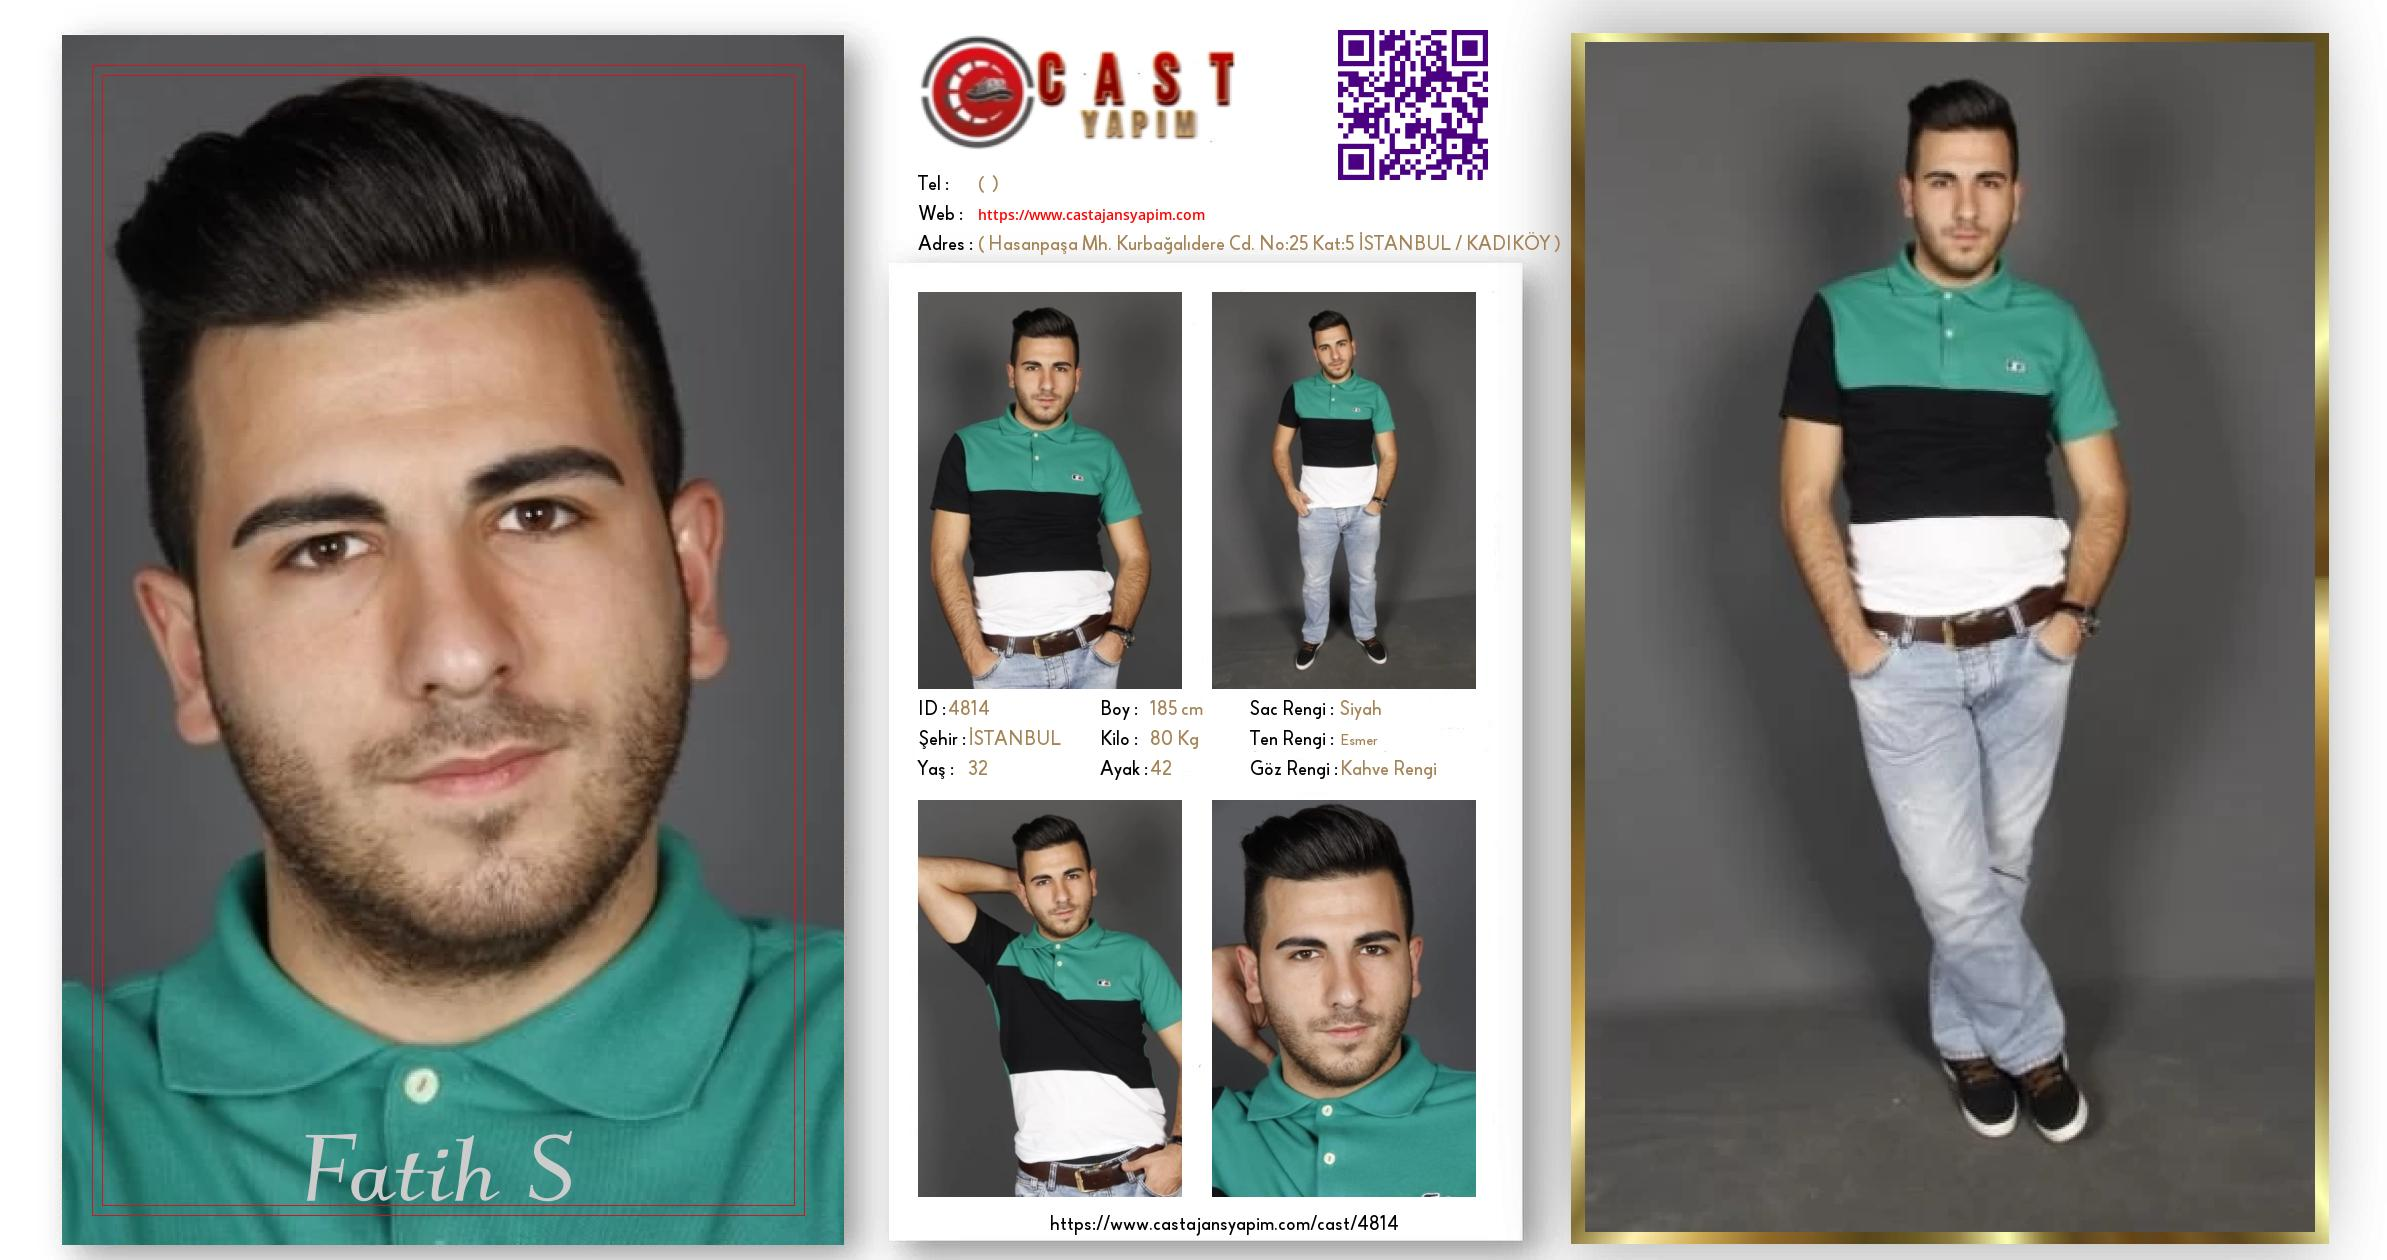 Fatih S
CAST
YAPIM
Tel : ( )
Web : https://www.castajansyapim.com
Adres : ( Hasanpaşa Mh. Kurbağalıdere Cd. No:25 Kat:5 İSTANBUL / KADIKÖY )
ID : 4814 Boy : 185 cm Sac Rengi : Siyah
Şehir : İSTANBUL Kilo : 80 Kg Ten Rengi : Esmer
Yaş : 32 Ayak : 42 Göz Rengi : Kahve Rengi
https://www.castajansyapim.com/cast/4814